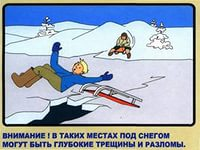 ВНИМАНИЕ ! В ТАКИХ МЕСТАХ ПОД СНЕГОМ
МОГУТ БЫТЬ ГЛУБОКИЕ ТРЕЩИНЫ И РАЗЛОМЫ.